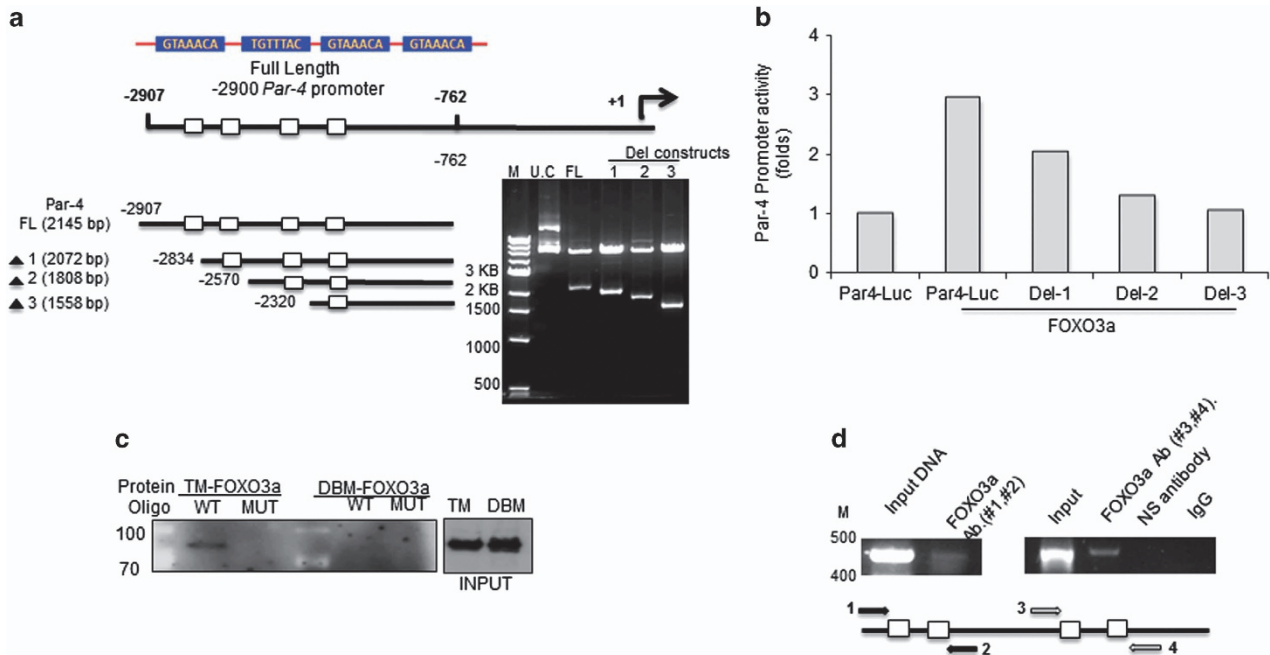 a
GTAAACA TGTTTAC GTAAACA GTAAACA
Full Length
-2900 Par-4 promoter
-2907
-762
+1
-762
Del constructs
M U.C FL 1 2 3
Par-4
FL (2145 bp)
-2907
▲ 1 (2072 bp)
-2834
▲ 2 (1808 bp)
-2570
▲ 3 (1558 bp)
-2320
3 KB
2 KB
1500
1000
500
b
Par-4 Promoter activity
(folds)
4
3
2
1
0
Par4-Luc Par4-Luc Del-1 Del-2 Del-3
FOXO3a
c
Protein TM-FOXO3a DBM-FOXO3a
Oligo WT MUT WT MUT
TM DBM
100
70
INPUT
d
M
Input DNA
FOXO3a
Ab.(#1,#2)
Input
FOXO3a Ab (#3,#4).
NS antibody
IgG
500
400
1
2
3
4